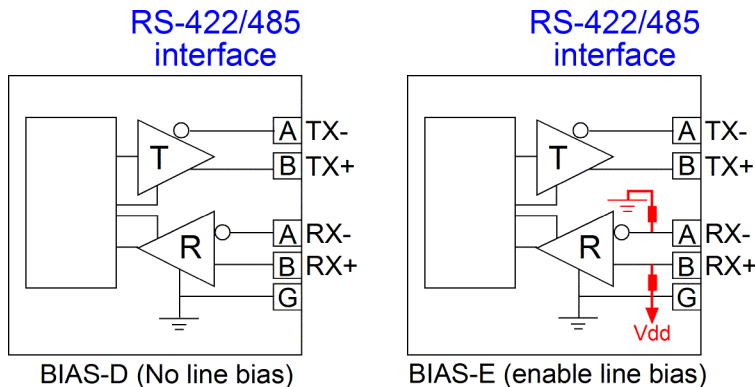 RS-422/485
interface
T
A TX-
B TX+
R
A RX-
B RX+
G
BIAS-D (No line bias)
RS-422/485
interface
T
A TX-
B TX+
R
A RX-
B RX+
G
Vdd
BIAS-E (enable line bias)